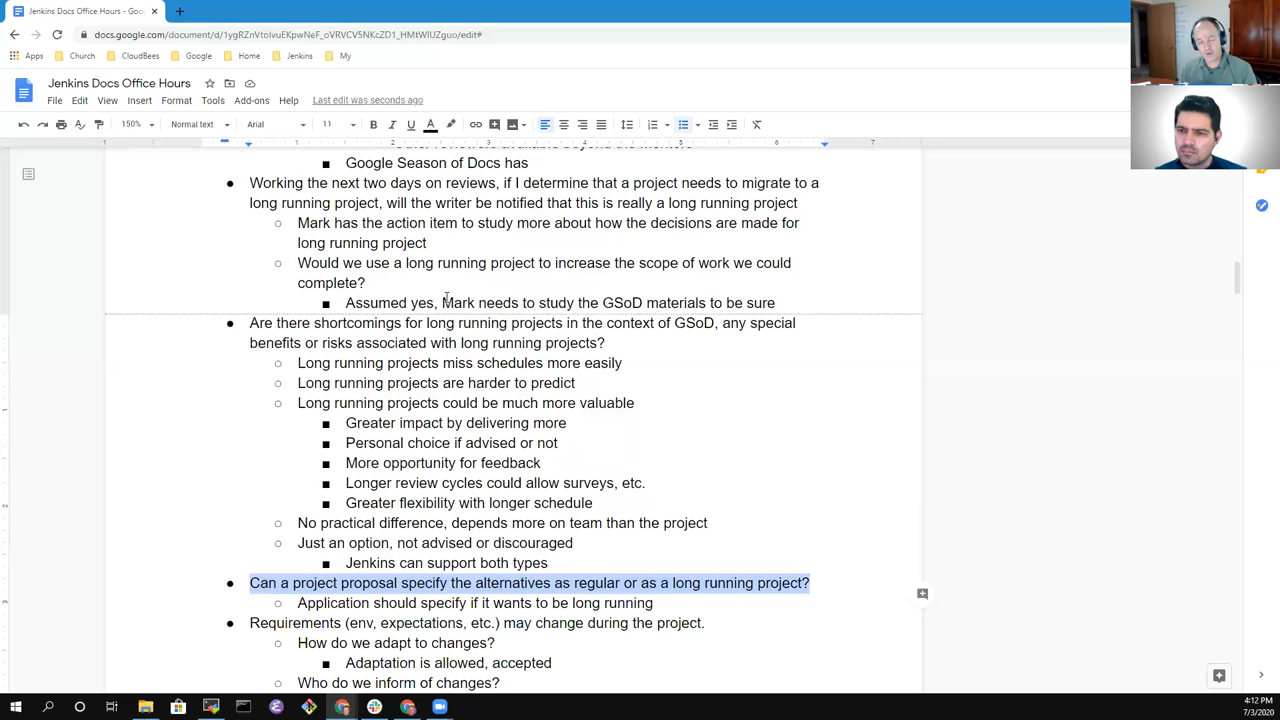 Jenkins Docs Office Hours - Goo
docs.google.com/document/d/1ygRZnVtoIvuEKpwNeF_oVRVCV5NKcZD1_HMtWIUZguo/edit#
Apps Church CloudBees Google Home Jenkins My
Jenkins Docs Office Hours
File Edit View Insert Format Tools Add-ons Help Last edit was seconds ago
150% Normal text Arial 11
1 1 2 3 4 5 6 7
Google Season of Docs has
Working the next two days on reviews, if I determine that a project needs to migrate to a
long running project, will the writer be notified that this is really a long running project
Mark has the action item to study more about how the decisions are made for
long running project
Would we use a long running project to increase the scope of work we could
complete?
Assumed yes, Mark needs to study the GSoD materials to be sure
Are there shortcomings for long running projects in the context of GSoD, any special
benefits or risks associated with long running projects?
Long running projects miss schedules more easily
Long running projects are harder to predict
Long running projects could be much more valuable
Greater impact by delivering more
Personal choice if advised or not
More opportunity for feedback
Longer review cycles could allow surveys, etc.
Greater flexibility with longer schedule
No practical difference, depends more on team than the project
Just an option, not advised or discouraged
Jenkins can support both types
Can a project proposal specify the alternatives as regular or as a long running project?
Application should specify if it wants to be long running
Requirements (env, expectations, etc.) may change during the project.
How do we adapt to changes?
Adaptation is allowed, accepted
Who do we inform of changes?
4:12 PM
7/3/2020